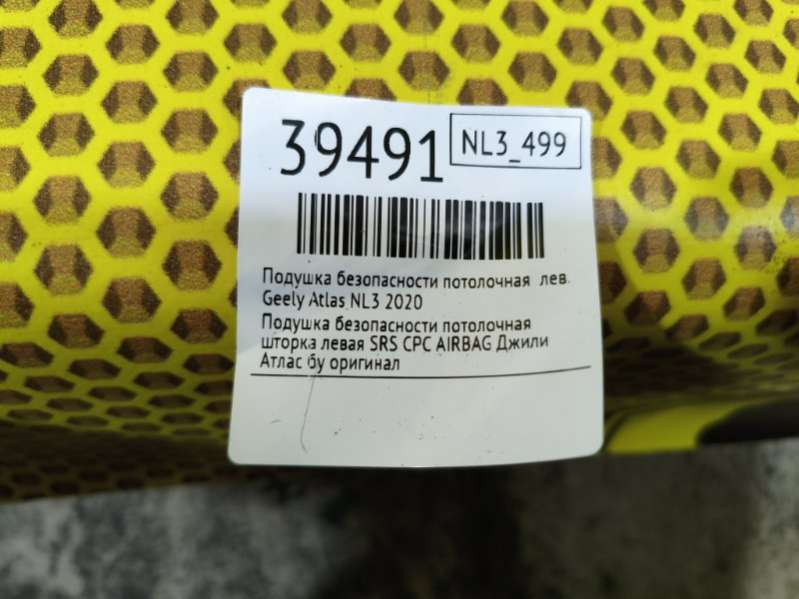 39491
NL3_499
Подушка безопасности потолочная лев.
Geely Atlas NL3 2020
Подушка безопасности потолочная
шторка левая SRS СРС AIRBAG Джили
Атлас бу оригинал